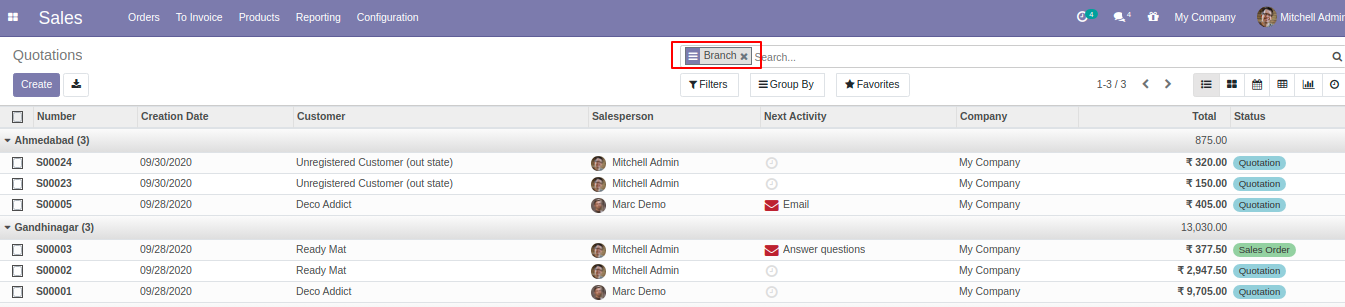 Sales Orders To Invoice Products Reporting Configuration 4 4 My Company Mitchell Admin
Quotations Branch Search...
Create Filters Group By Favorites 1-3 / 3
Number Creation Date Customer Salesperson Next Activity Company Total Status
Ahmedabad (3) 875.00
S00024 09/30/2020 Unregistered Customer (out state) Mitchell Admin My Company ₹ 320.00 Quotation
S00023 09/30/2020 Unregistered Customer (out state) Mitchell Admin My Company ₹ 150.00 Quotation
S00005 09/28/2020 Deco Addict Marc Demo Email My Company ₹ 405.00 Quotation
Gandhinagar (3) 13,030.00
S00003 09/28/2020 Ready Mat Mitchell Admin Answer questions My Company ₹ 377.50 Sales Order
S00002 09/28/2020 Ready Mat Mitchell Admin My Company ₹ 2,947.50 Quotation
S00001 09/28/2020 Deco Addict Marc Demo My Company ₹ 9,705.00 Quotation